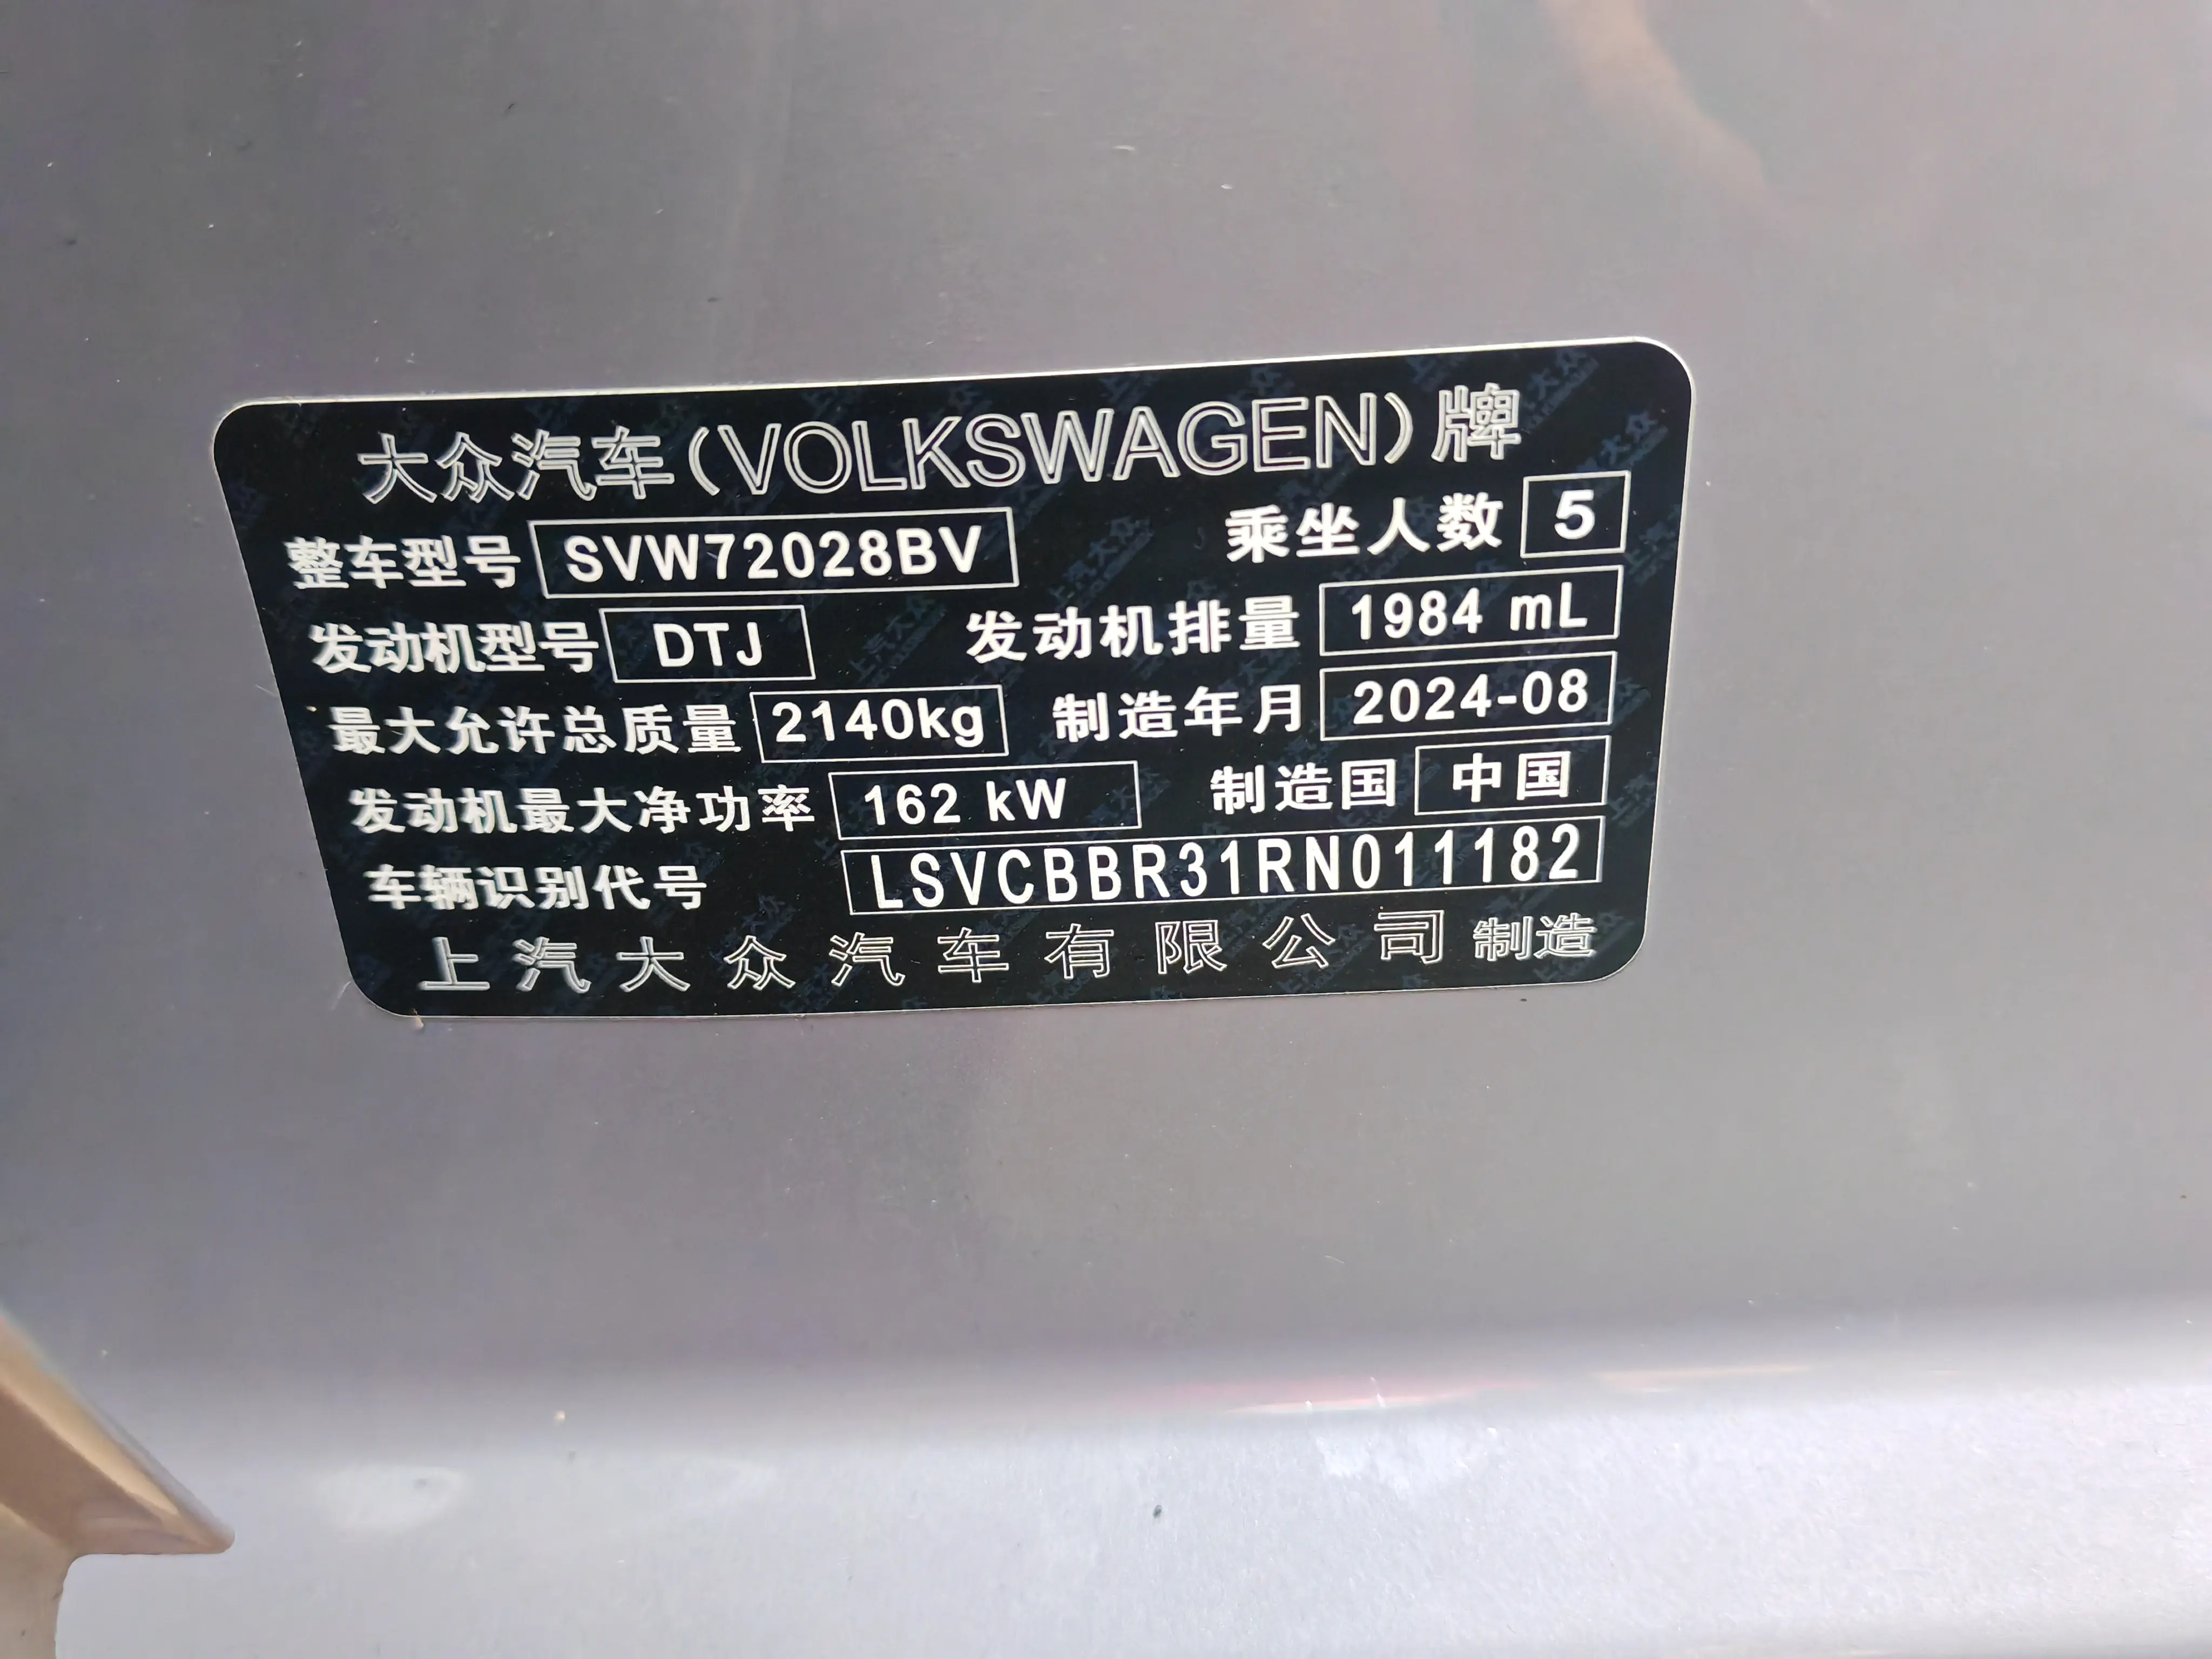 大众汽车(VOLKSWAGEN)牌
整车型号 SVW72028BV 乘坐人数 5
发动机型号 DTJ 发动机排量 1984 mL
最大允许总质量 2140kg 制造年月 2024-08
发动机最大净功率 162 kW 制造国 中国
车辆识别代号 LSVCBBR31RN011182
上汽大众汽车有限公司制造